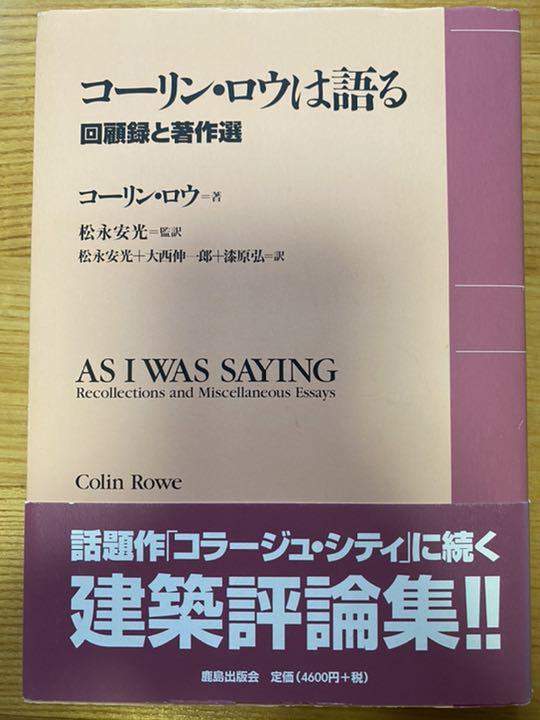 コーリン・ロウは語る
回顧録と著作選
コーリン・ロウ=著
松永安光=監訳
松永安光+大西伸一郎+漆原弘=訳
AS I WAS SAYING
Recollections and Miscellaneous Essays
Colin Rowe
話題作「コラージュ・シティ」に続く
建築評論集!!
鹿島出版会 定価(4600円+税)